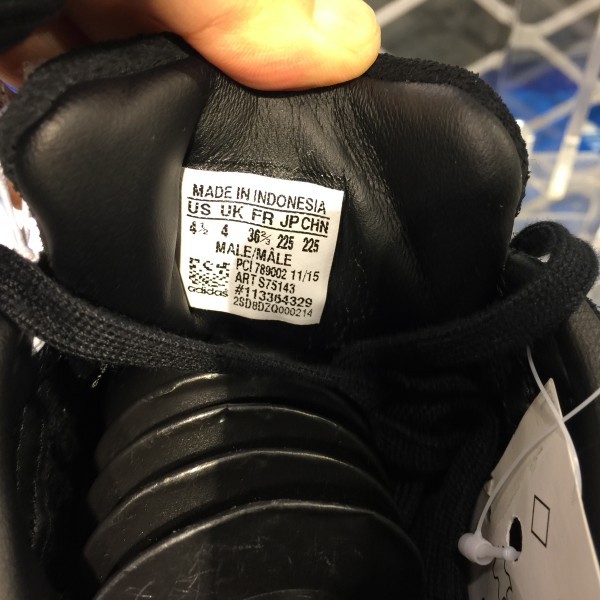 MADE IN INDONESIA
US UK FR JP CHN
4½ 4 36⅔ 225 225
MALE/MÂLE
PCI 789002 11/15
ART S75143
adidas #113364329
2SD8DZQ000214